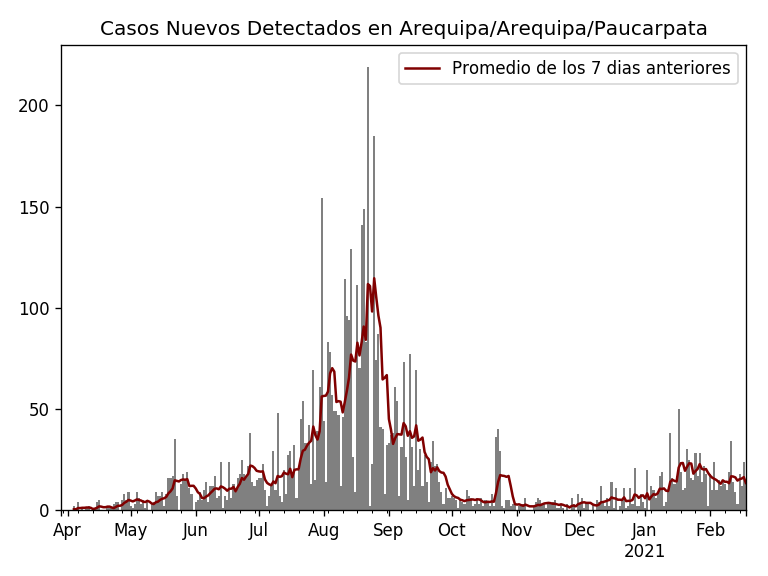 Casos Nuevos Detectados en Arequipa/Arequipa/Paucarpata
Promedio de los 7 dias anteriores
200
150
100
50
0
Apr May Jun Jul Aug Sep Oct Nov Dec Jan Feb
2021